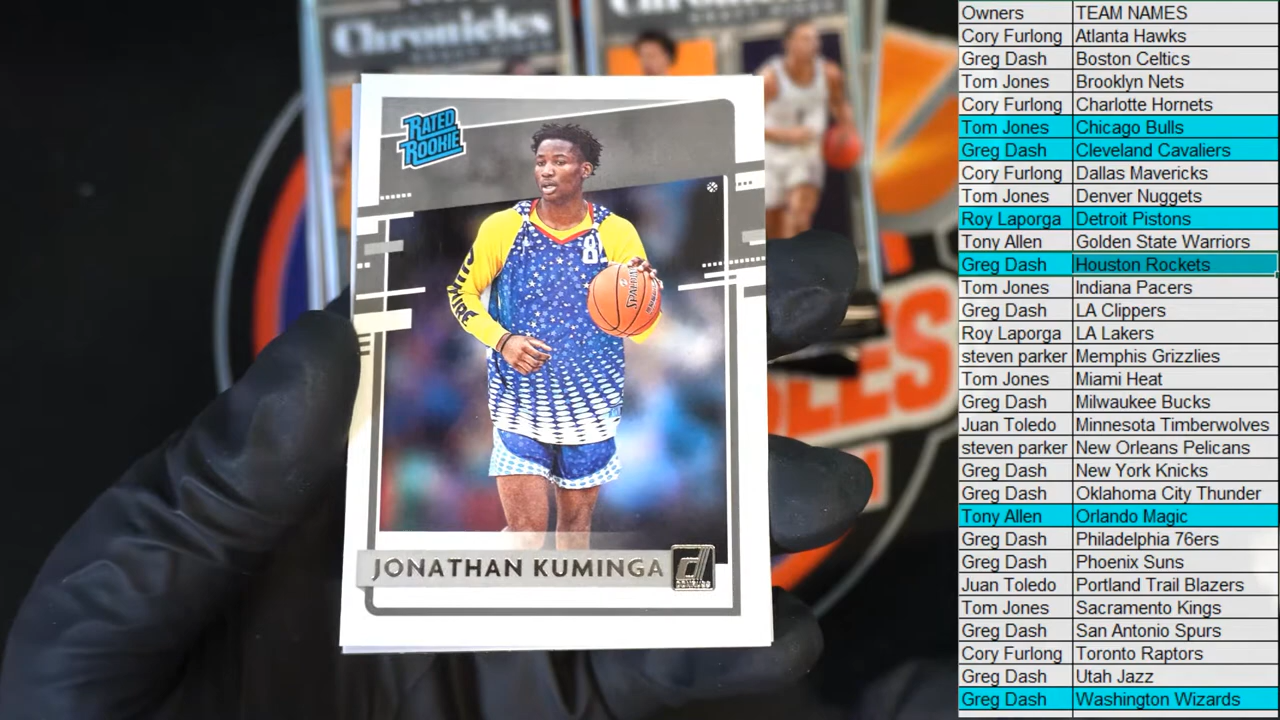 Chronicles
Chronicles
RATED
ROOKIE
8
SPALDING
JONATHAN KUMINGA
d
DONRUSS
Owners TEAM NAMES
Cory Furlong Atlanta Hawks
Greg Dash Boston Celtics
Tom Jones Brooklyn Nets
Cory Furlong Charlotte Hornets
Tom Jones Chicago Bulls
Greg Dash Cleveland Cavaliers
Cory Furlong Dallas Mavericks
Tom Jones Denver Nuggets
Roy Laporga Detroit Pistons
Tony Allen Golden State Warriors
Greg Dash Houston Rockets
Tom Jones Indiana Pacers
Greg Dash LA Clippers
Roy Laporga LA Lakers
steven parker Memphis Grizzlies
Tom Jones Miami Heat
Greg Dash Milwaukee Bucks
Juan Toledo Minnesota Timberwolves
steven parker New Orleans Pelicans
Greg Dash New York Knicks
Greg Dash Oklahoma City Thunder
Tony Allen Orlando Magic
Greg Dash Philadelphia 76ers
Greg Dash Phoenix Suns
Juan Toledo Portland Trail Blazers
Tom Jones Sacramento Kings
Greg Dash San Antonio Spurs
Cory Furlong Toronto Raptors
Greg Dash Utah Jazz
Greg Dash Washington Wizards